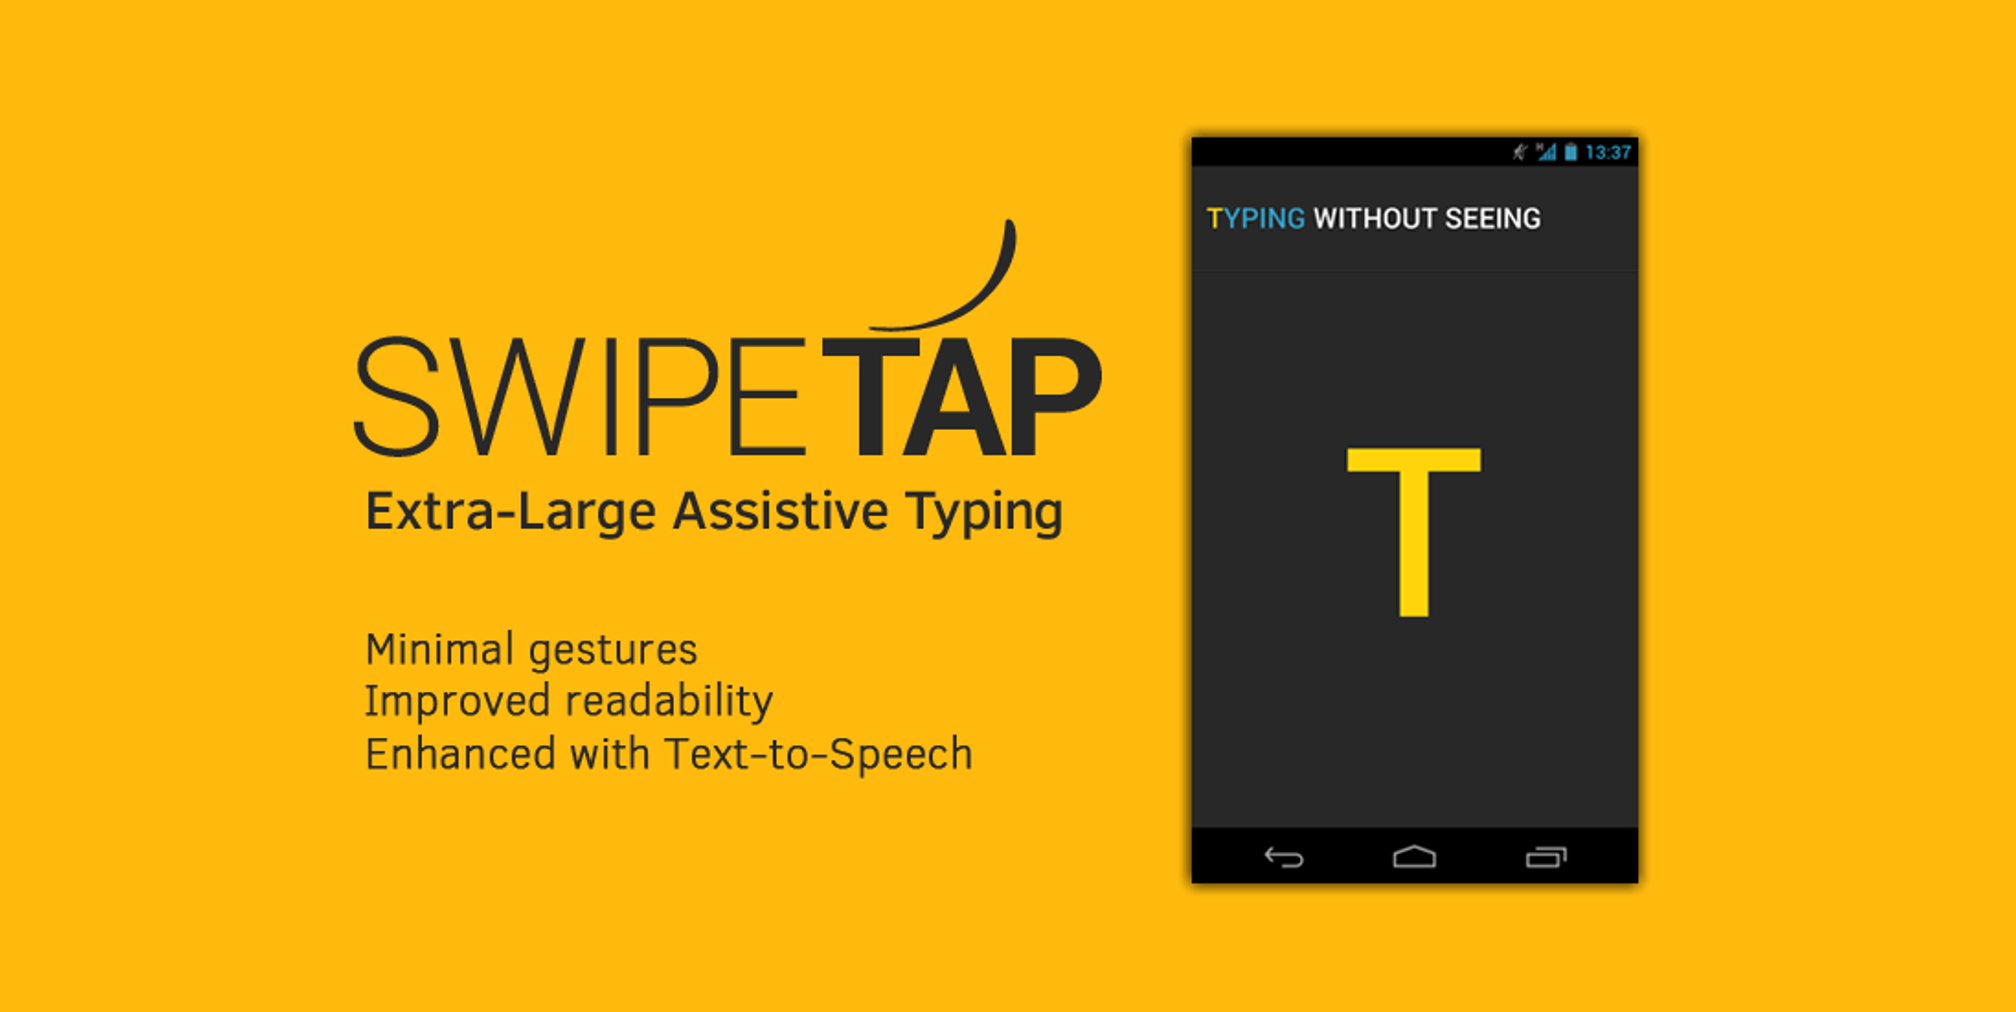 SWIPETAP
Extra-Large Assistive Typing
Minimal gestures
Improved readability
Enhanced with Text-to-Speech
H 13:37
TYPING WITHOUT SEEING
T